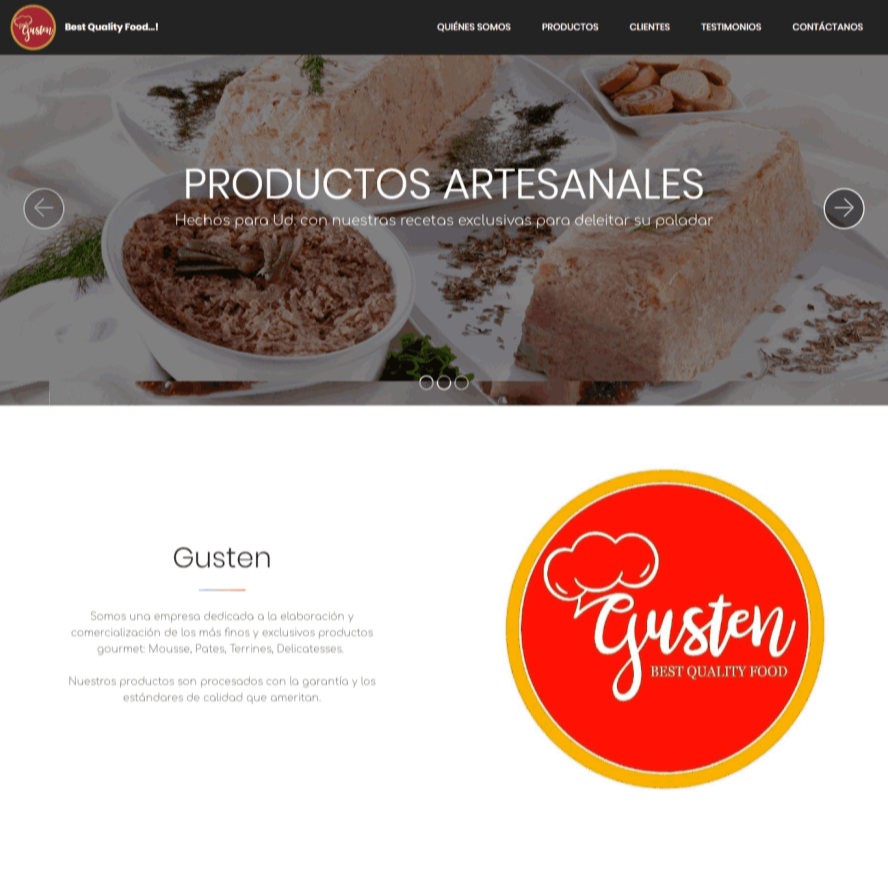 Gusten
Best Quality Food...!
QUIÉNES SOMOS
PRODUCTOS
CLIENTES
TESTIMONIOS
CONTÁCTANOS
PRODUCTOS ARTESANALES
Hechos para Ud. con nuestras recetas exclusivas para deleitar su paladar
Gusten
Somos una empresa dedicada a la elaboración y
comercialización de los más finos y exclusivos productos
gourmet: Mousse, Pates, Terrines, Delicatesses.
Nuestros productos son procesados con la garantía y los
estándares de calidad que ameritan.
Gusten
BEST QUALITY FOOD